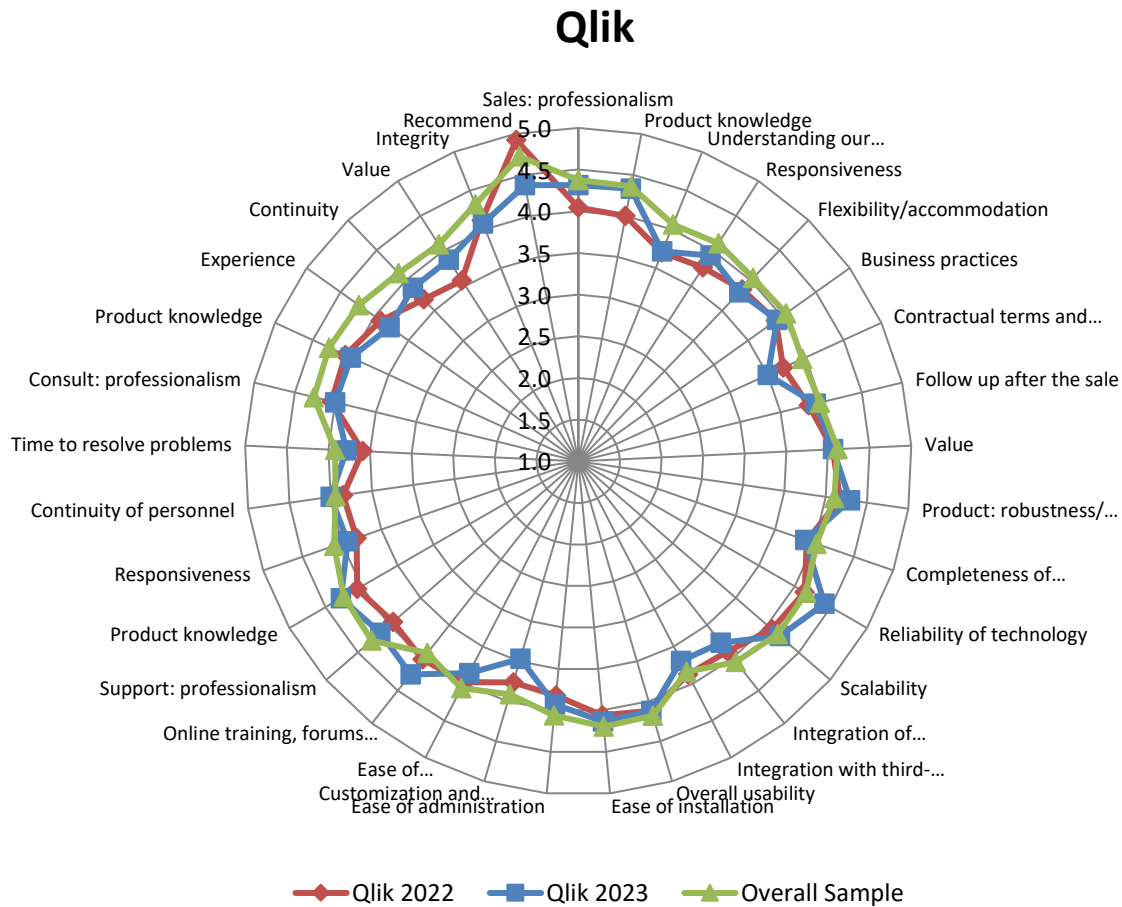 Qlik
Sales: professionalism
Product knowledge
Understanding our...
Responsiveness
Flexibility/accommodation
Business practices
Contractual terms and...
Follow up after the sale
Value
Product: robustness/...
Completeness of...
Reliability of technology
Scalability
Integration of...
Integration with third-...
Overall usability
Ease of installation
Ease of administration
Customization and...
Ease of...
Online training, forums...
Support: professionalism
Product knowledge
Responsiveness
Continuity of personnel
Time to resolve problems
Consult: professionalism
Product knowledge
Experience
Continuity
Value
Integrity
Recommend
5.0
4.5
4.0
3.5
3.0
2.5
2.0
1.5
1.0
Qlik 2022 Qlik 2023 Overall Sample